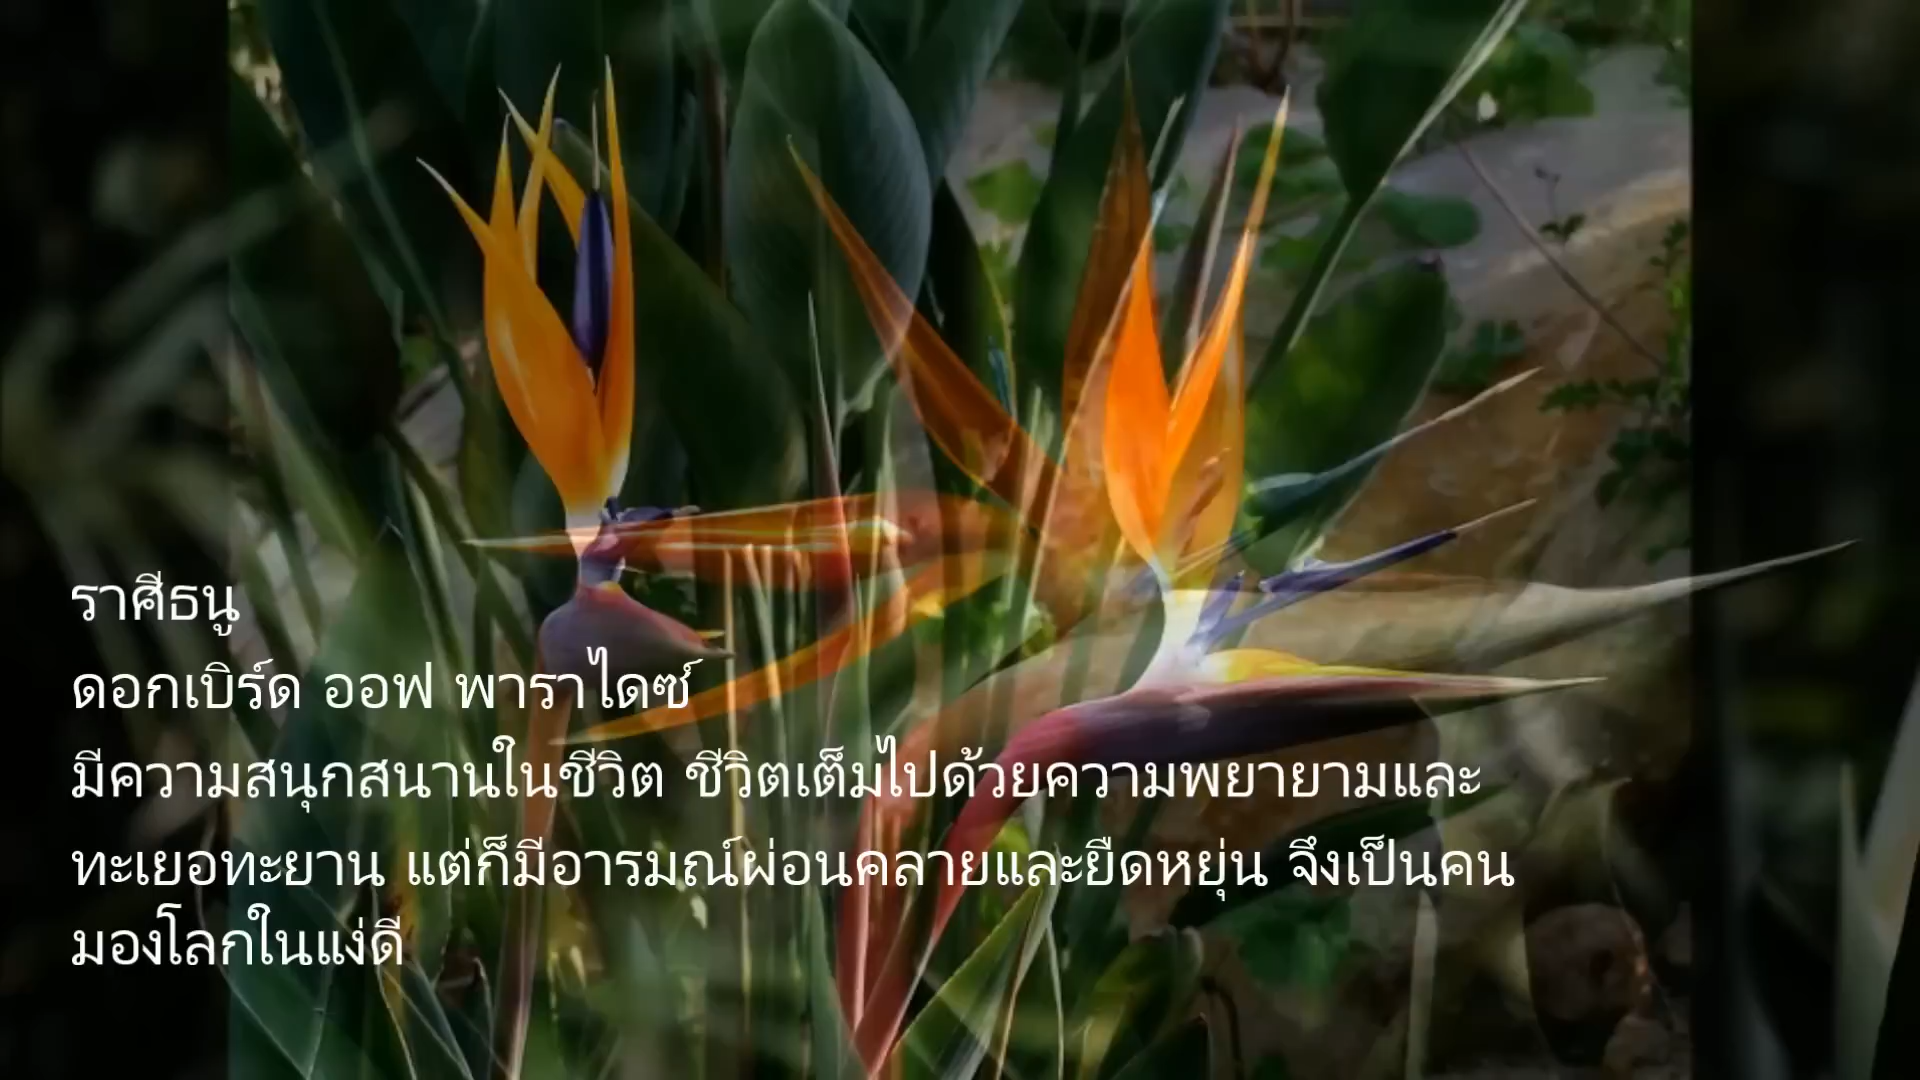 ราศีธนู
ดอกเบิร์ด ออฟ พาราไดซ์
มีความสนุกสนานในชีวิต ชีวิตเต็มไปด้วยความพยายามและ
ทะเยอทะยาน แต่ก็มีอารมณ์ผ่อนคลายและยืดหยุ่น จึงเป็นคน
มองโลกในแง่ดี